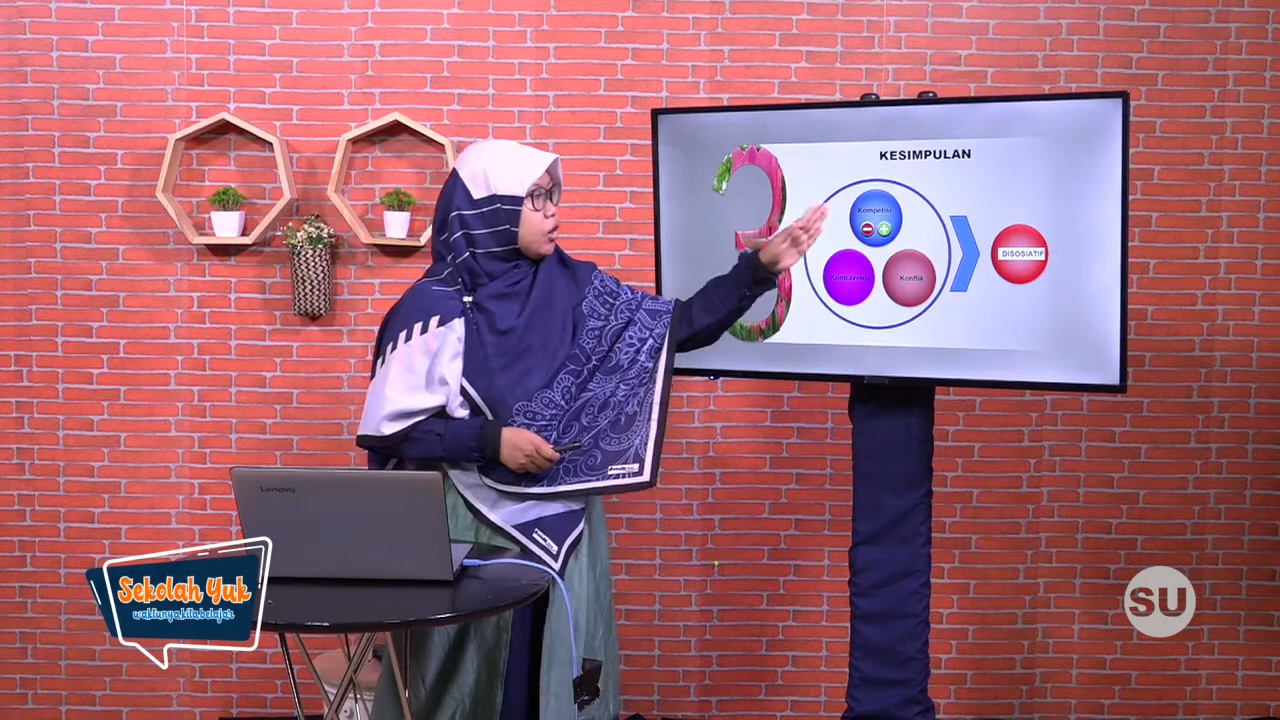 KESIMPULAN
Kompetisi
Kontravensi
Konflik
DISOSIATIF
Lenovo
Sekolah Yuk
waktunya kita belajar
SU